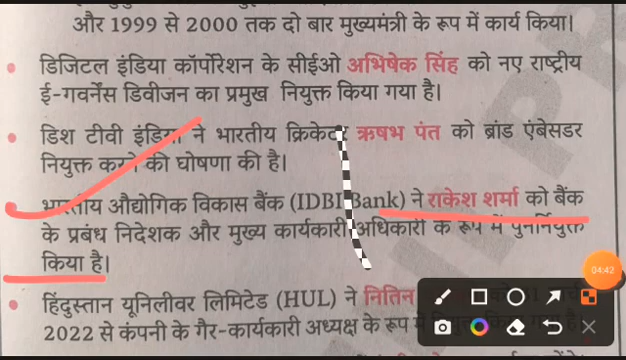 और 1999 से 2000 तक दो बार मुख्यमंत्री के रूप में कार्य किया।
डिजिटल इंडिया कॉर्पोरेशन के सीईओ अभिषेक सिंह को नए राष्ट्रीय
ई-गवर्नेंस डिवीजन का प्रमुख नियुक्त किया गया है।
डिश टीवी इंडिया ने भारतीय क्रिकेटर ऋषभ पंत को ब्रांड एंबेसडर
नियुक्त करने की घोषणा की है।
भारतीय औद्योगिक विकास बैंक (IDBI Bank) ने राकेश शर्मा को बैंक
के प्रबंध निदेशक और मुख्य कार्यकारी अधिकारी के रूप में पुनर्नियुक्त
किया है।
04:42
हिंदुस्तान यूनिलीवर लिमिटेड (HUL) ने नितिन
2022 से कंपनी के गैर-कार्यकारी अध्यक्ष के रूप में